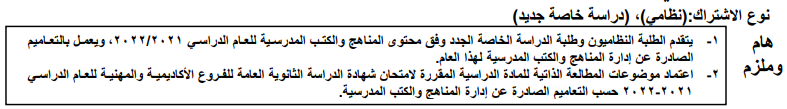 نوع الاشتراك:(نظامي)، (دراسة خاصة جديد)
هام وملزم
١- يتقدم الطلبة النظاميون وطلبة الدراسة الخاصة الجدد وفق محتوى المناهج والكتب المدرسية للعام الدراسي ٢٠٢٢/٢٠٢١، ويعمل بالتعاميم
الصادرة عن إدارة المناهج والكتب المدرسية لهذا العام.
٢- اعتماد موضوعات المطالعة الذاتية للمادة الدراسية المقررة لامتحان شهادة الدراسة الثانوية العامة للفروع الأكاديمية والمهنية للعام الدراسي
٢٠٢١-٢٠٢٢ حسب التعاميم الصادرة عن إدارة المناهج والكتب المدرسية.